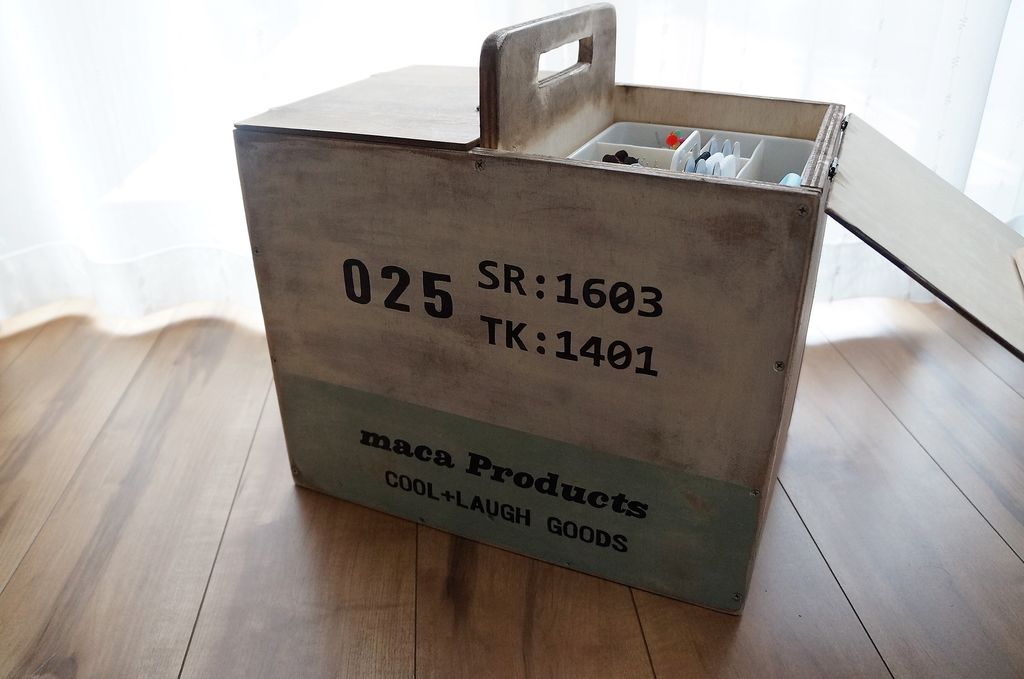 025
SR:1603
TK:1401
maca Products
COOL+LAUGH GOODS